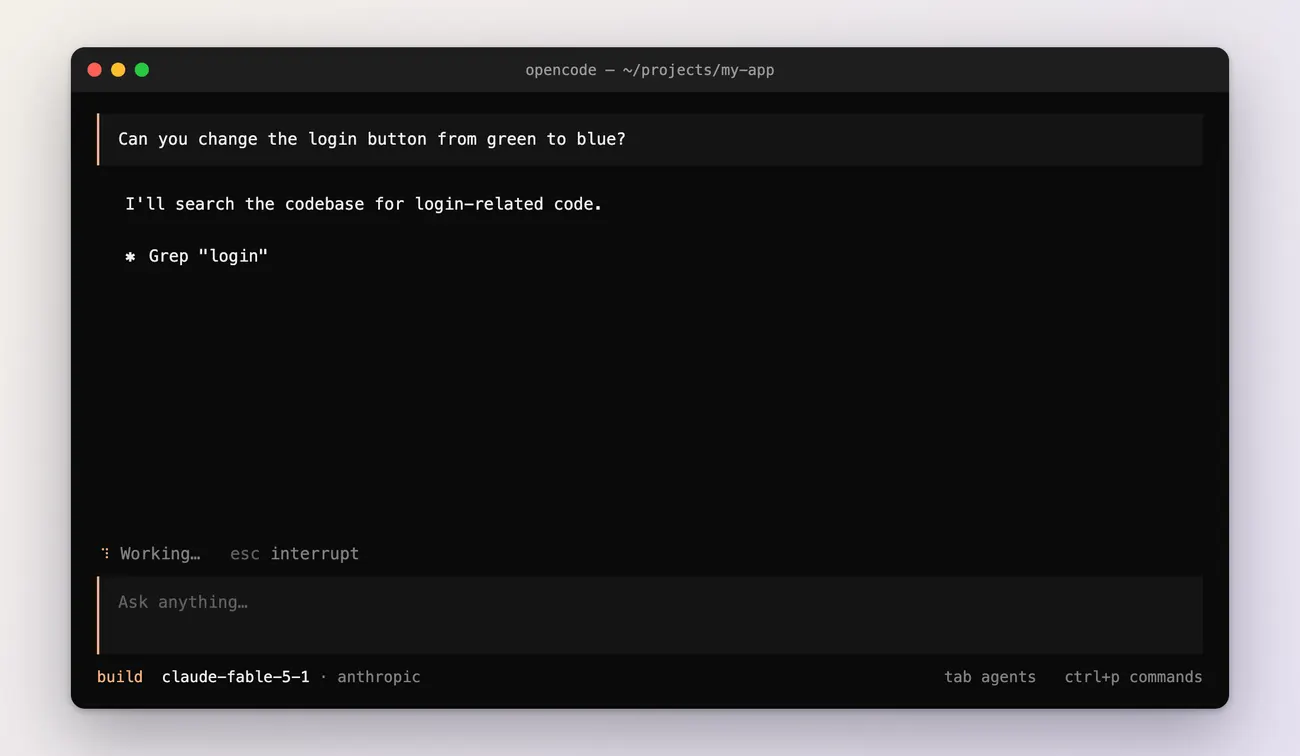 opencode — ~/projects/my-app
Can you change the login button from green to blue?
I'll search the codebase for login-related code.
✱ Grep "login"
Working… esc interrupt
Ask anything…
build claude-fable-5-1 · anthropic tab agents ctrl+p commands